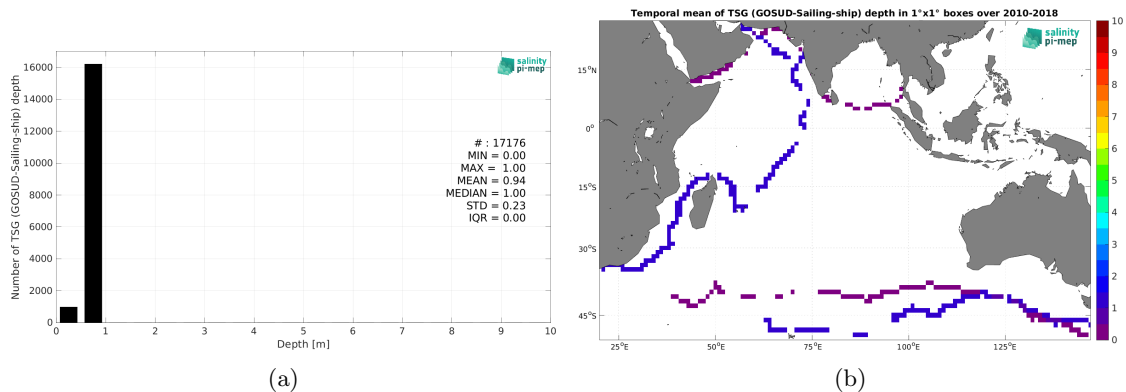 salinity
pi-mep
16000
14000
12000
10000
8000
6000
4000
2000
0
Number of TSG (GOSUD-Sailing-ship) depth
# : 17176
MIN = 0.00
MAX = 1.00
MEAN = 0.94
MEDIAN = 1.00
STD = 0.23
IQR = 0.00
0 1 2 3 4 5 6 7 8 9 10
Depth [m]
(a)
Temporal mean of TSG (GOSUD-Sailing-ship) depth in 1°x1° boxes over 2010-2018
salinity
pi-mep
15°N
0°
15°S
30°S
45°S
25°E 50°E 75°E 100°E 125°E
10
9
8
7
6
5
4
3
2
1
0
(b)